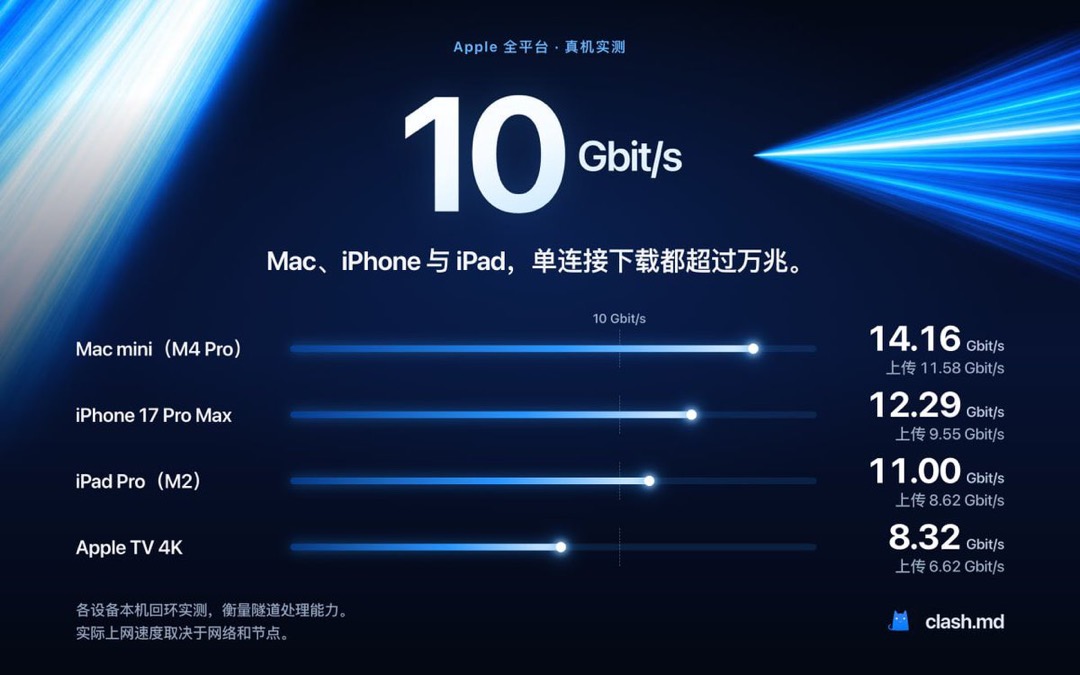 Apple 全平台 · 真机实测
10 Gbit/s
Mac、iPhone 与 iPad，单连接下载都超过万兆。
10 Gbit/s
Mac mini（M4 Pro）
14.16 Gbit/s
上传 11.58 Gbit/s
iPhone 17 Pro Max
12.29 Gbit/s
上传 9.55 Gbit/s
iPad Pro（M2）
11.00 Gbit/s
上传 8.62 Gbit/s
Apple TV 4K
8.32 Gbit/s
上传 6.62 Gbit/s
各设备本机回环实测，衡量隧道处理能力。
实际上网速度取决于网络和节点。
clash.md